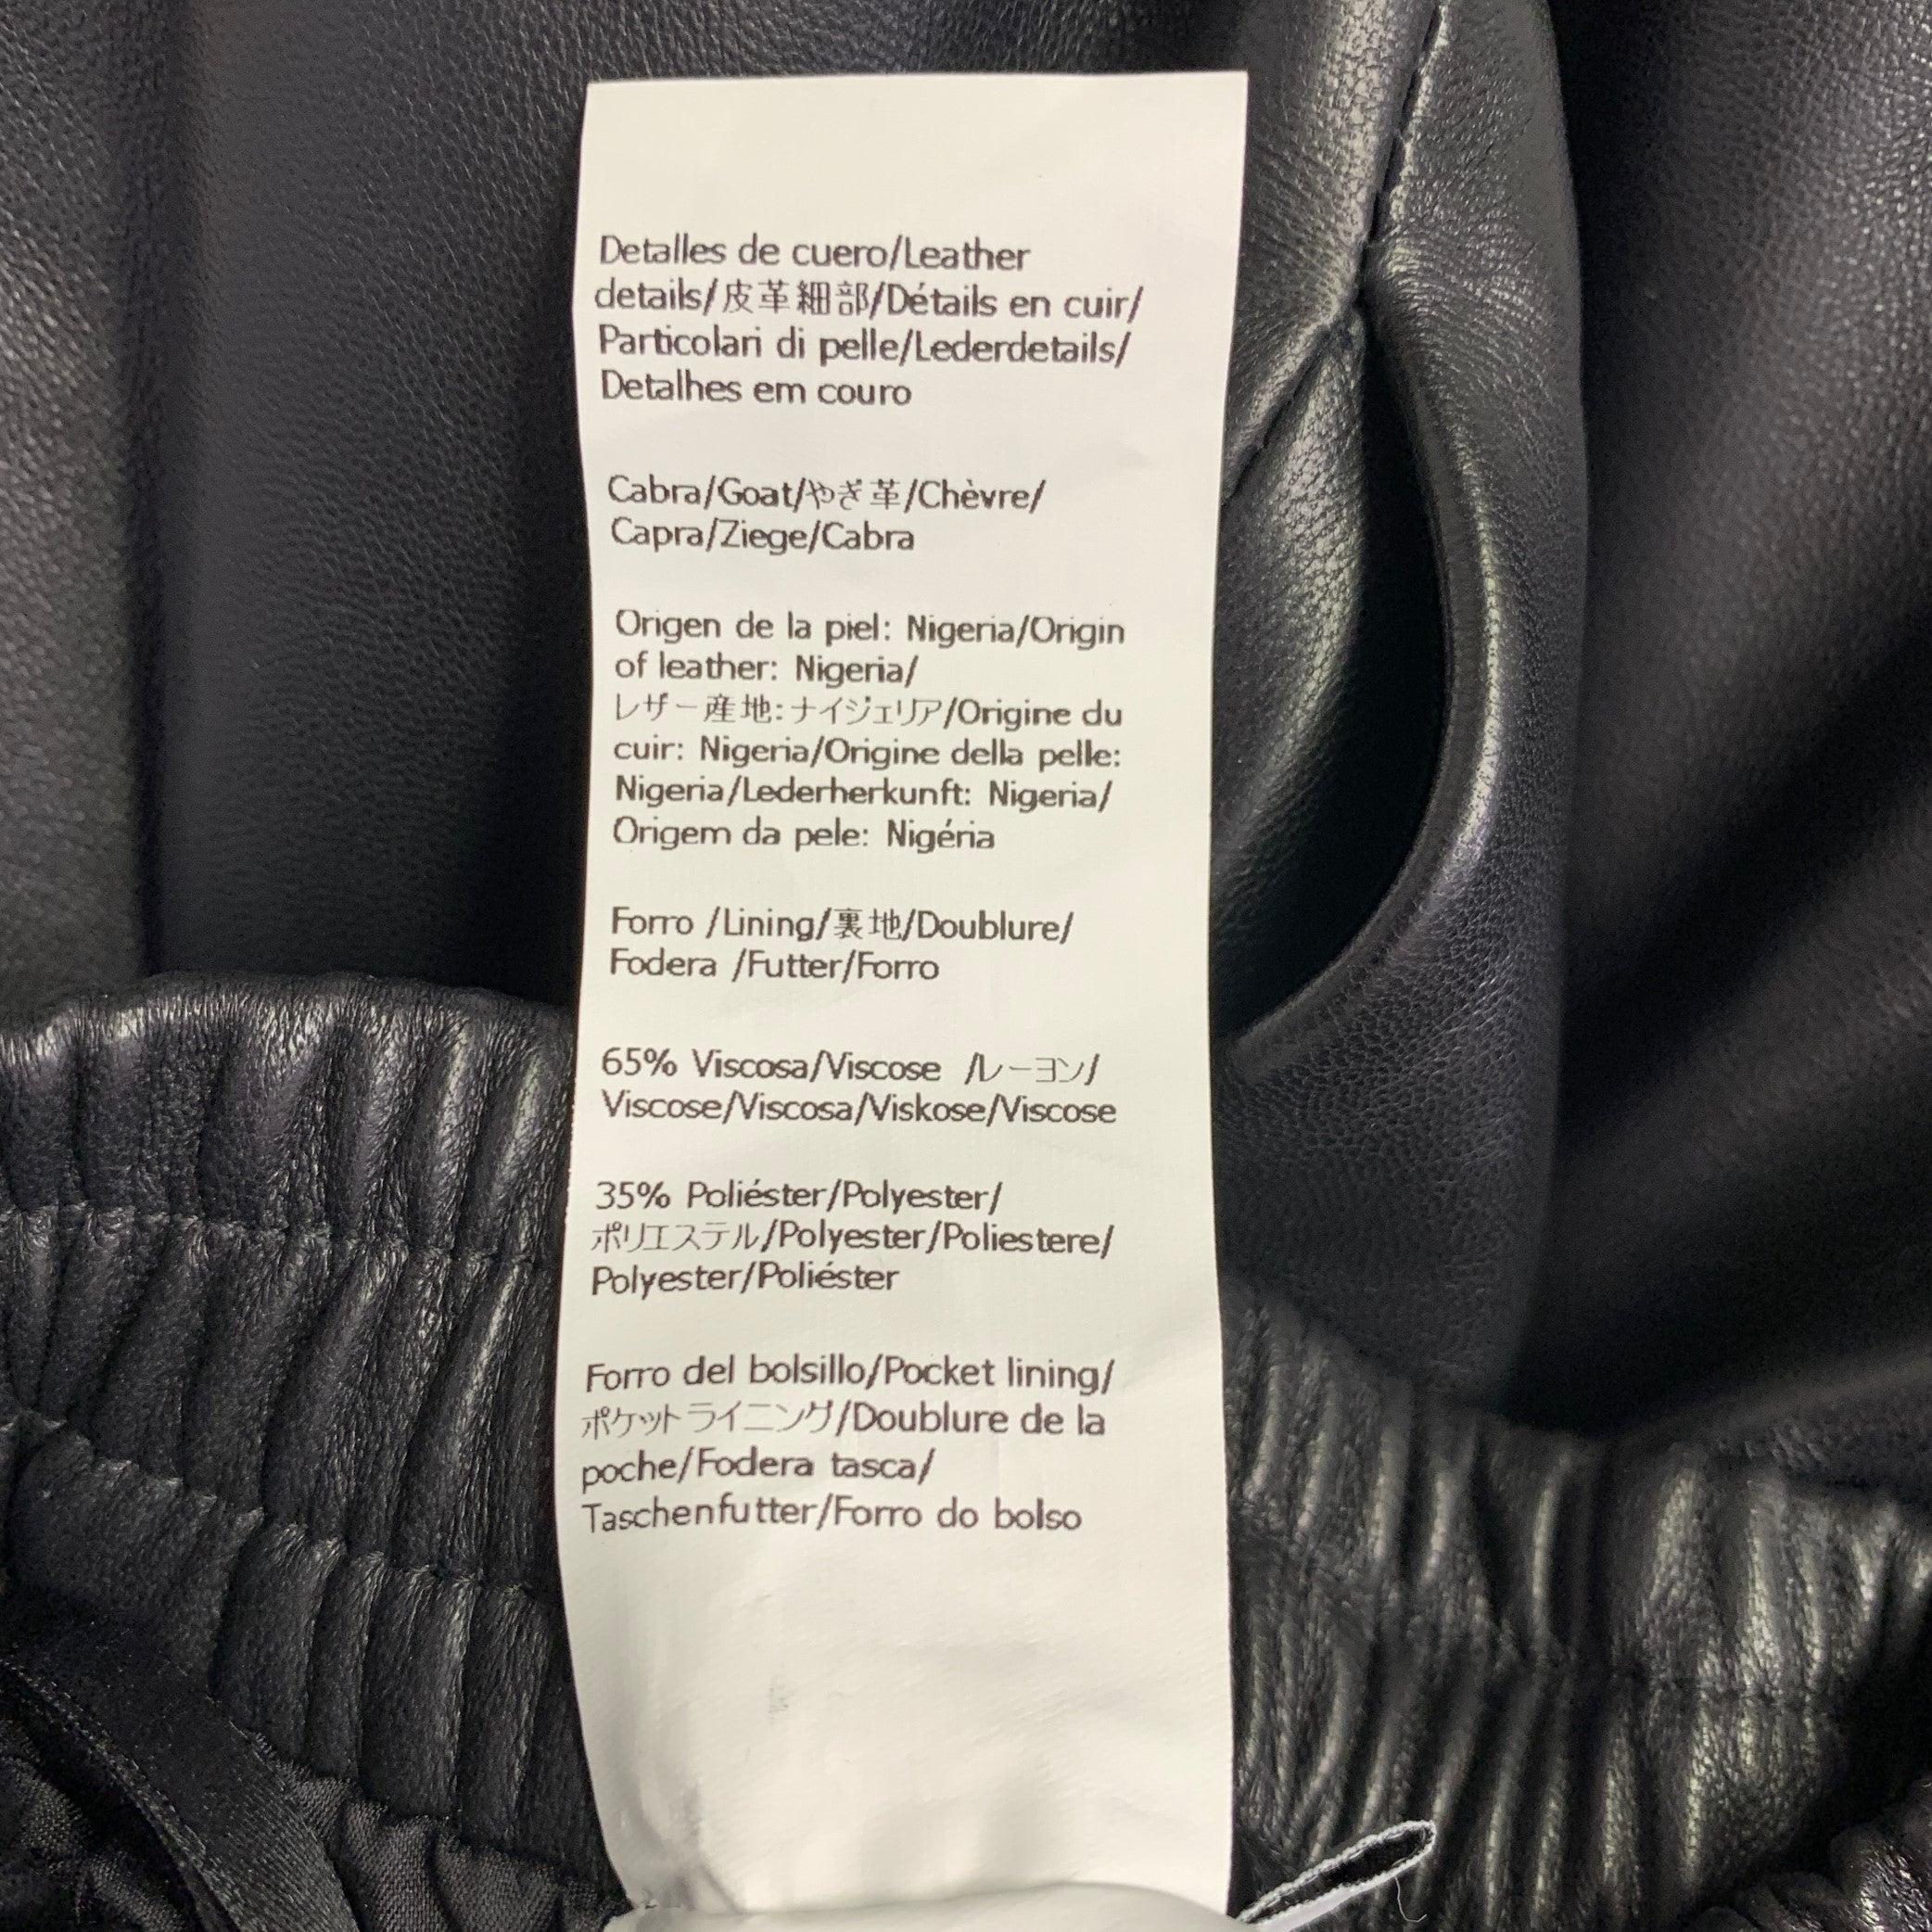 Detalles de cuero/Leather
details/皮革細部/Détails en cuir/
Particolari di pelle/Lederdetails/
Detalhes em couro
Cabra/Goat/やぎ革/Chèvre/
Capra/Ziege/Cabra
Origen de la piel: Nigeria/Origin
of leather: Nigeria/
レザー産地:ナイジェリア/Origine du
cuir: Nigeria/Origine della pelle:
Nigeria/Lederherkunft: Nigeria/
Origem da pele: Nigéria
Forro /Lining/裏地/Doublure/
Fodera /Futter/Forro
65% Viscosa/Viscose /レーヨン/
Viscose/Viscosa/Viskose/Viscose
35% Poliéster/Polyester/
ポリエステル/Polyester/Poliestere/
Polyester/Poliéster
Forro del bolsillo/Pocket lining/
ポケットライニング/Doublure de la
poche/Fodera tasca/
Taschenfutter/Forro do bolso